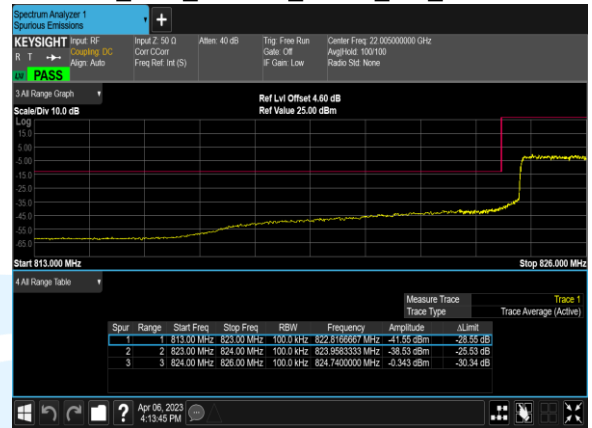 Spectrum Analyzer 1
Spurious Emissions
+
KEYSIGHT Input: RF Input Z: 50 Ω Atten: 40 dB Trig: Free Run Center Freq: 22.005000000 GHz
R T Coupling: DC Corr CCorr Gate: Off Avg|Hold: 100/100
Align: Auto Freq Ref: Int (S) IF Gain: Low Radio Std: None
PASS
3 All Range Graph
Ref Lvl Offset 4.60 dB
Scale/Div 10.0 dB Ref Value 25.00 dBm
Log
15.0
5.00
-5.00
-15.0
-25.0
-35.0
-45.0
-55.0
-65.0
Start 813.000 MHz Stop 826.000 MHz
4 All Range Table
Measure Trace Trace 1
Trace Type Trace Average (Active)
Spur Range Start Freq Stop Freq RBW Frequency Amplitude ΔLimit
1 1 813.00 MHz 823.00 MHz 100.0 kHz 822.8166667 MHz -41.55 dBm -28.55 dB
2 2 823.00 MHz 824.00 MHz 100.0 kHz 823.9583333 MHz -38.53 dBm -25.53 dB
3 3 824.00 MHz 826.00 MHz 100.0 kHz 824.7400000 MHz -0.343 dBm -30.34 dB
? Apr 06, 2023
4:13:45 PM